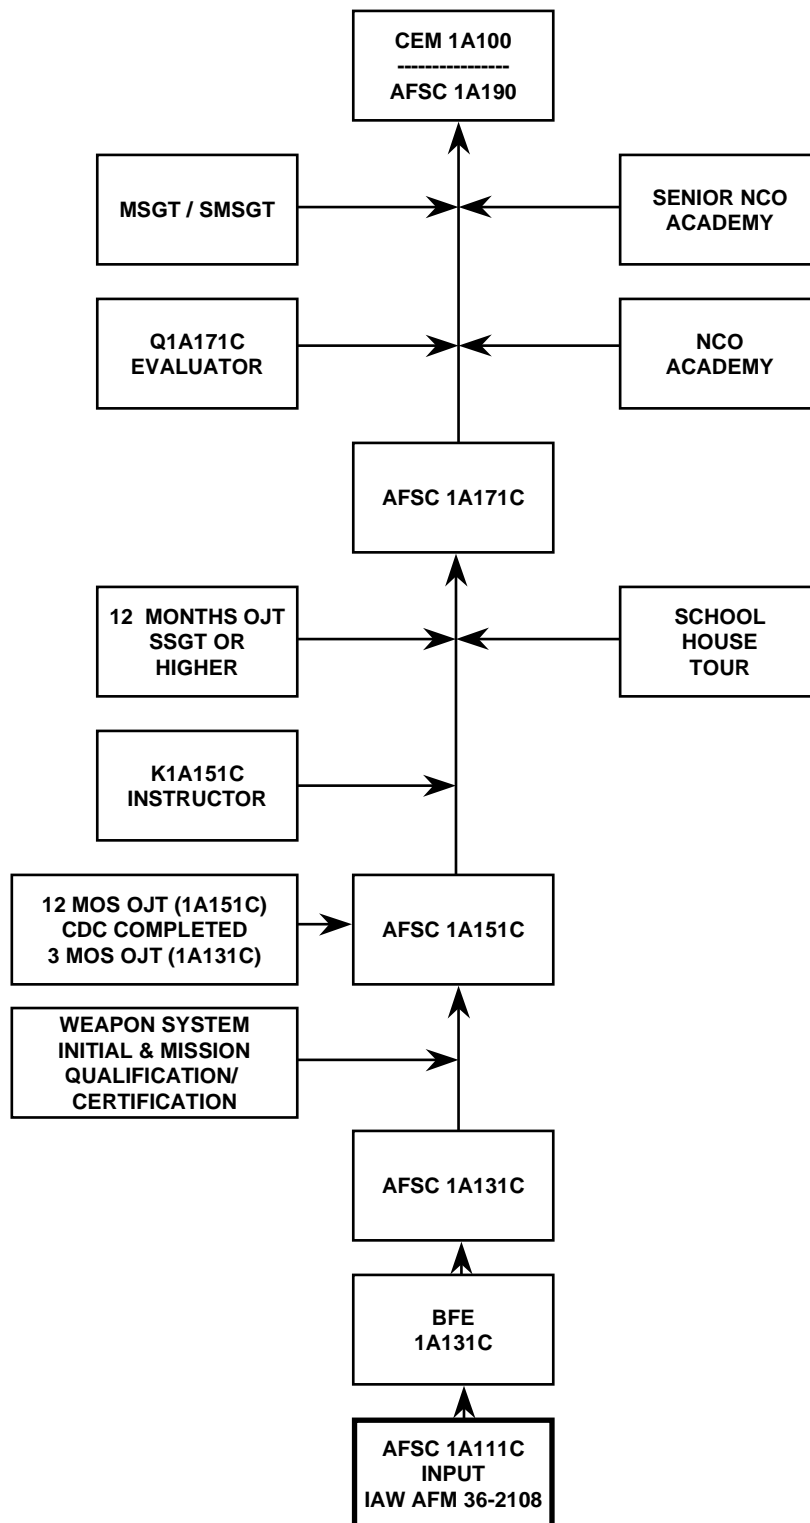 CEM 1A100
----------------
AFSC 1A190
MSGT / SMSGT
SENIOR NCO
ACADEMY
Q1A171C
EVALUATOR
NCO
ACADEMY
AFSC 1A171C
12 MONTHS OJT
SSGT OR
HIGHER
SCHOOL
HOUSE
TOUR
K1A151C
INSTRUCTOR
12 MOS OJT (1A151C)
CDC COMPLETED
3 MOS OJT (1A131C)
AFSC 1A151C
WEAPON SYSTEM
INITIAL & MISSION
QUALIFICATION/
CERTIFICATION
AFSC 1A131C
BFE
1A131C
AFSC 1A111C
INPUT
IAW AFM 36-2108